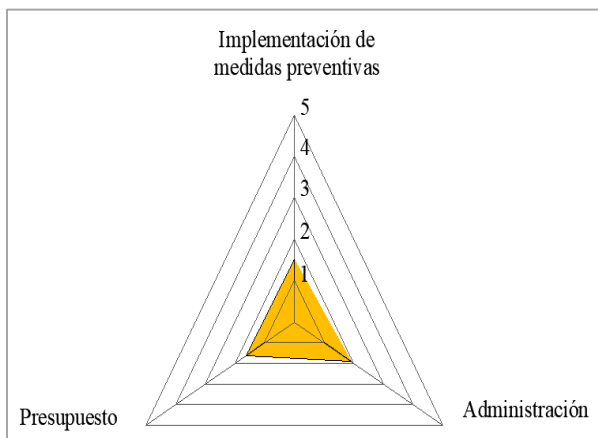 Implementación de
medidas preventivas
5
4
3
2
1
Presupuesto
Administración